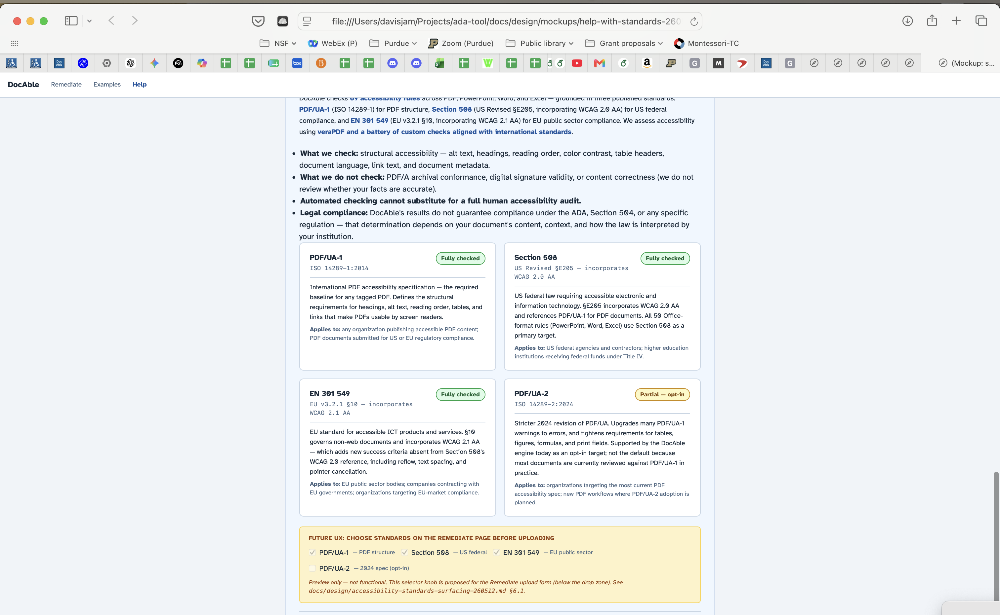 file:///Users/davisjam/Projects/ada-tool/docs/design/mockups/help-with-standards-260
NSF
WebEx (P)
Purdue
Zoom (Purdue)
Public library
Grant proposals
Montessori-TC
Doc Able
box
Doc Able
(Mockup: s...
DocAble
Remediate
Examples
Help
DocAble checks 69 accessibility rules across PDF, PowerPoint, Word, and Excel — grounded in three published standards.
PDF/UA-1 (ISO 14289-1) for PDF structure, Section 508 (US Revised §E205, incorporating WCAG 2.0 AA) for US federal
compliance, and EN 301 549 (EU v3.2.1 §10, incorporating WCAG 2.1 AA) for EU public sector compliance. We assess accessibility
using veraPDF and a battery of custom checks aligned with international standards.
• What we check: structural accessibility — alt text, headings, reading order, color contrast, table headers,
document language, link text, and document metadata.
• What we do not check: PDF/A archival conformance, digital signature validity, or content correctness (we do not
review whether your facts are accurate).
• Automated checking cannot substitute for a full human accessibility audit.
• Legal compliance: DocAble's results do not guarantee compliance under the ADA, Section 504, or any specific
regulation — that determination depends on your document's content, context, and how the law is interpreted by
your institution.
PDF/UA-1
Fully checked
ISO 14289-1:2014
International PDF accessibility specification — the required
baseline for any tagged PDF. Defines the structural
requirements for headings, alt text, reading order, tables, and
links that make PDFs usable by screen readers.
Applies to: any organization publishing accessible PDF content;
PDF documents submitted for US or EU regulatory compliance.
Section 508
Fully checked
US Revised §E205 — incorporates
WCAG 2.0 AA
US federal law requiring accessible electronic and
information technology. §E205 incorporates WCAG 2.0 AA
and references PDF/UA-1 for PDF documents. All 50 Office-
format rules (PowerPoint, Word, Excel) use Section 508 as a
primary target.
Applies to: US federal agencies and contractors; higher education
institutions receiving federal funds under Title IV.
EN 301 549
Fully checked
EU v3.2.1 §10 — incorporates
WCAG 2.1 AA
EU standard for accessible ICT products and services. §10
governs non-web documents and incorporates WCAG 2.1 AA
— which adds new success criteria absent from Section 508's
WCAG 2.0 reference, including reflow, text spacing, and
pointer cancellation.
Applies to: EU public sector bodies; companies contracting with
EU governments; organizations targeting EU-market compliance.
PDF/UA-2
Partial — opt-in
ISO 14289-2:2024
Stricter 2024 revision of PDF/UA. Upgrades many PDF/UA-1
warnings to errors, and tightens requirements for tables,
figures, formulas, and print fields. Supported by the DocAble
engine today as an opt-in target; not the default because
most documents are currently reviewed against PDF/UA-1 in
practice.
Applies to: organizations targeting the most current PDF
accessibility spec; new PDF workflows where PDF/UA-2 adoption is
planned.
FUTURE UX: CHOOSE STANDARDS ON THE REMEDIATE PAGE BEFORE UPLOADING
PDF/UA-1 — PDF structure Section 508 — US federal EN 301 549 — EU public sector
PDF/UA-2 — 2024 spec (opt-in)
Preview only — not functional. This selector knob is proposed for the Remediate upload form (below the drop zone). See
docs/design/accessibility-standards-surfacing-260512.md §6.1.